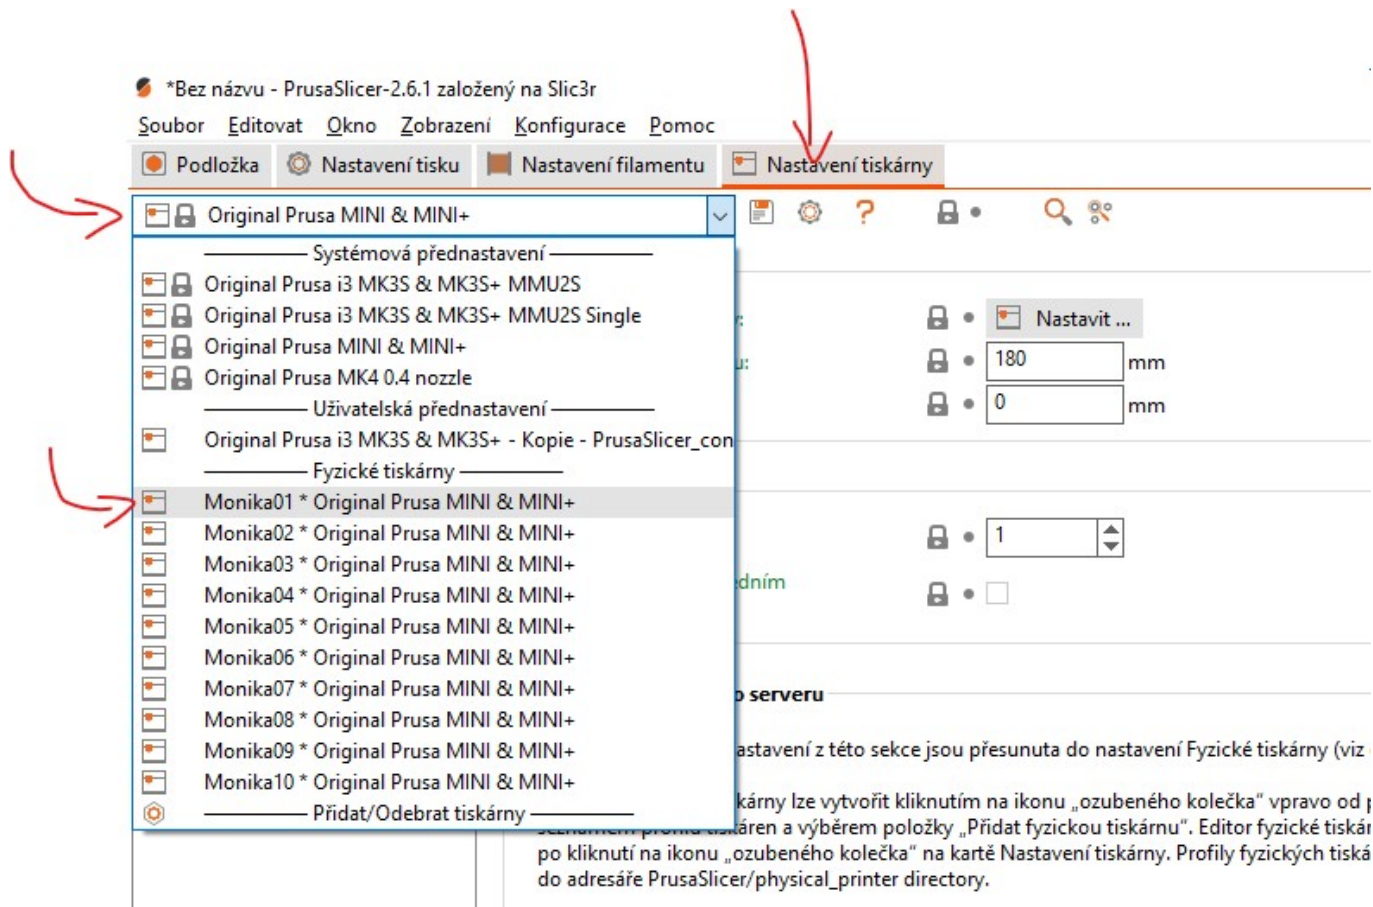 *Bez názvu - PrusaSlicer-2.6.1 založený na Slic3r
Soubor Editovat Okno Zobrazení Konfigurace Pomoc
Podložka Nastavení tisku Nastavení filamentu Nastavení tiskárny
Original Prusa MINI & MINI+
Systémová přednastavení
Original Prusa i3 MK3S & MK3S+ MMU2S
Original Prusa i3 MK3S & MK3S+ MMU2S Single
Original Prusa MINI & MINI+
Original Prusa MK4 0.4 nozzle
Uživatelská přednastavení
Original Prusa i3 MK3S & MK3S+ - Kopie - PrusaSlicer_con
Fyzické tiskárny
Monika01 * Original Prusa MINI & MINI+
Monika02 * Original Prusa MINI & MINI+
Monika03 * Original Prusa MINI & MINI+
Monika04 * Original Prusa MINI & MINI+
Monika05 * Original Prusa MINI & MINI+
Monika06 * Original Prusa MINI & MINI+
Monika07 * Original Prusa MINI & MINI+
Monika08 * Original Prusa MINI & MINI+
Monika09 * Original Prusa MINI & MINI+
Monika10 * Original Prusa MINI & MINI+
Přidat/Odebrat tiskárny
Nastavit ...
u: 180 mm
0 mm
1
edním
o serveru
astavení z této sekce jsou přesunuta do nastavení Fyzické tiskárny (viz
kárny lze vytvořit kliknutím na ikonu „ozubeného kolečka“ vpravo od p
seznamem profilů tiskáren a výběrem položky „Přidat fyzickou tiskárnu“. Editor fyzické tiskár
po kliknutí na ikonu „ozubeného kolečka“ na kartě Nastavení tiskárny. Profily fyzických tiská
do adresáře PrusaSlicer/physical_printer directory.